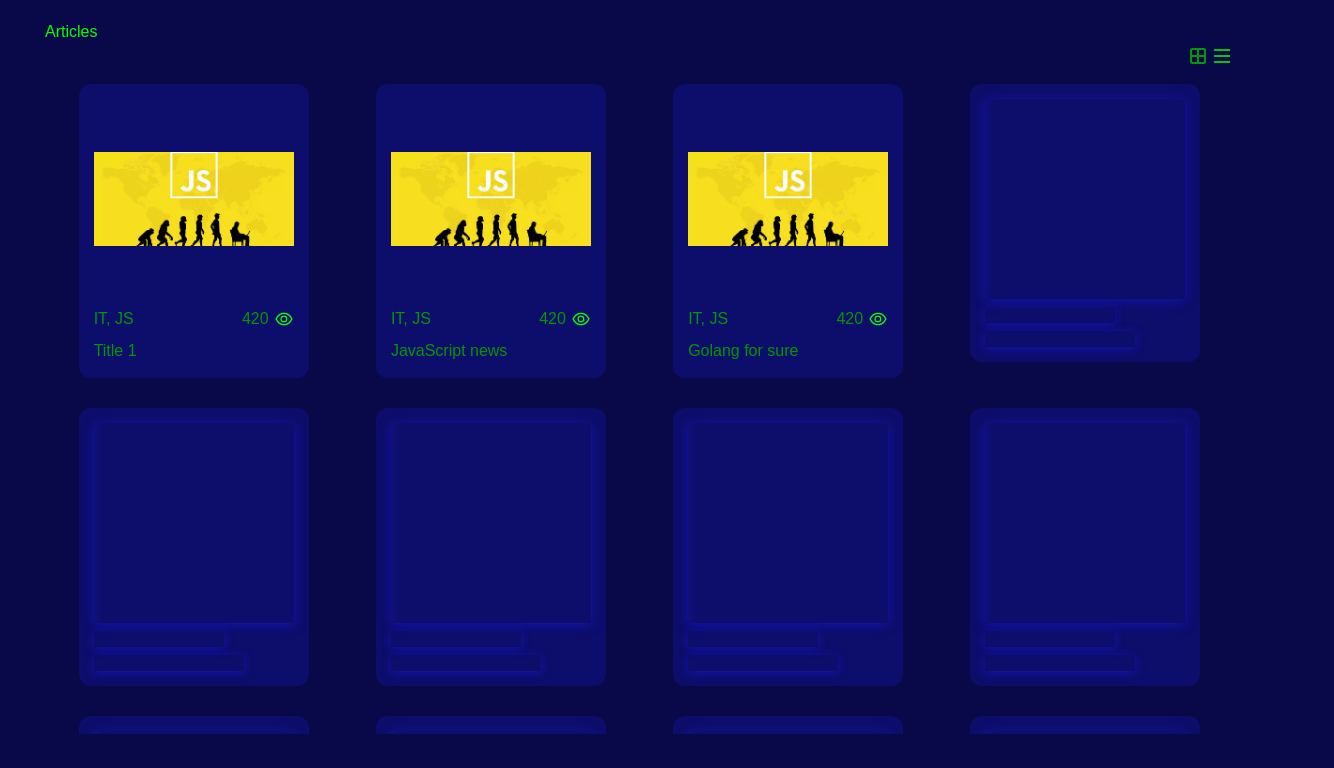 Articles
JS
JS
JS
IT, JS 420
IT, JS 420
IT, JS 420
Title 1
JavaScript news
Golang for sure